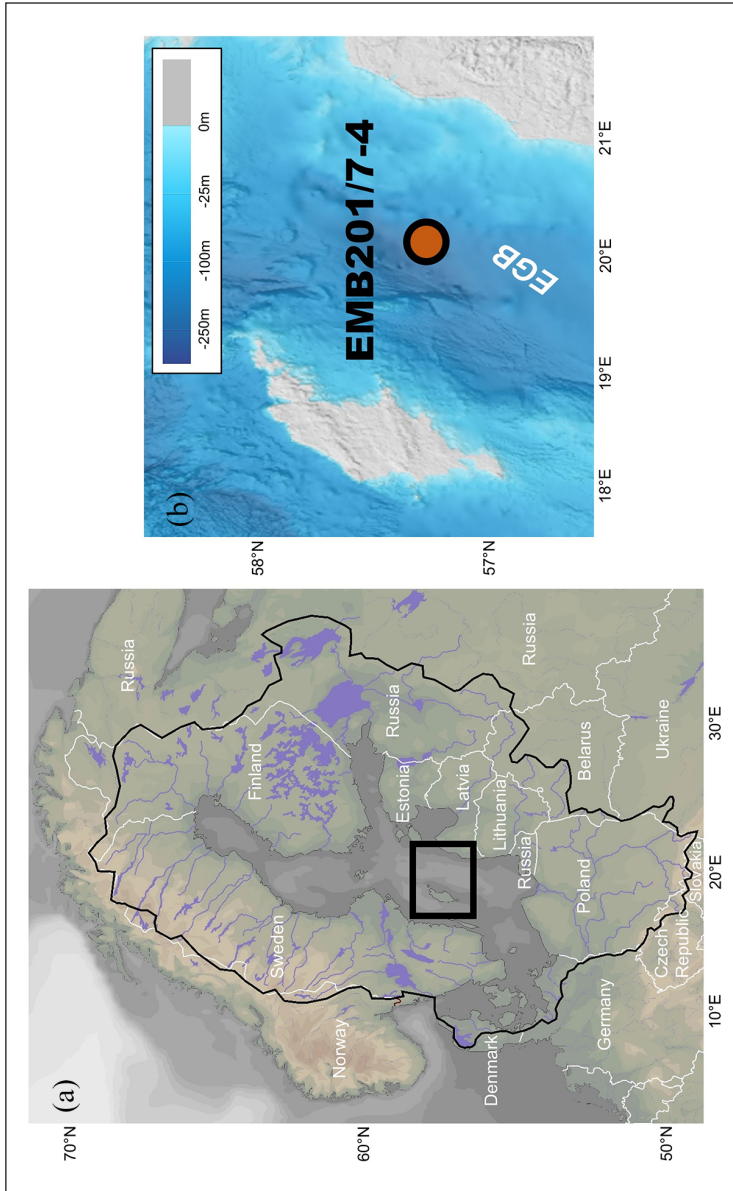 (a)
70°N
60°N
50°N
10°E
20°E
30°E
Norway
Sweden
Finland
Russia
Russia
Estonia
Latvia
Lithuania
Russia
Russia
Denmark
Germany
Poland
Belarus
Ukraine
Czech
Republic
Slovakia
(b)
-250m
-100m
-25m
0m
EMB201/7-4
EGB
58°N
57°N
18°E
19°E
20°E
21°E